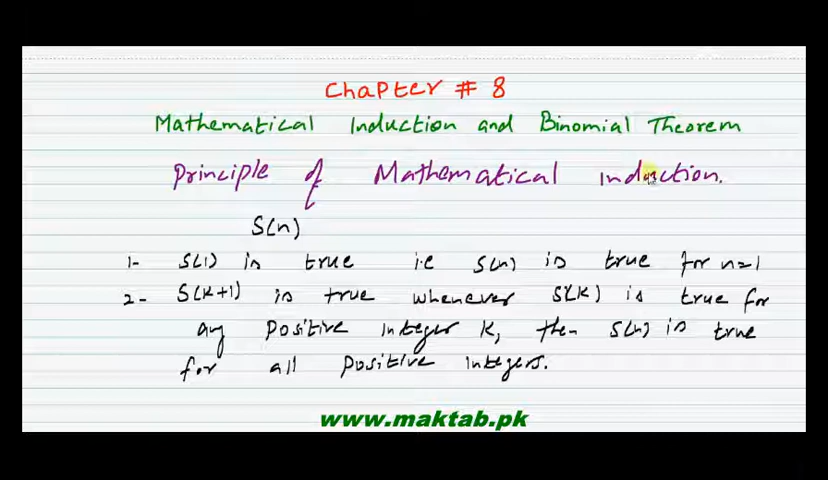 Chapter # 8
Mathematical Induction and Binomial Theorem
Principle of Mathematical Induction.
S(n)
1- S(1) is true i.e S(n) is true for n=1
2- S(k+1) is true whenever S(k) is true for
any positive integer k, then S(n) is true
for all positive integers.
www.maktab.pk